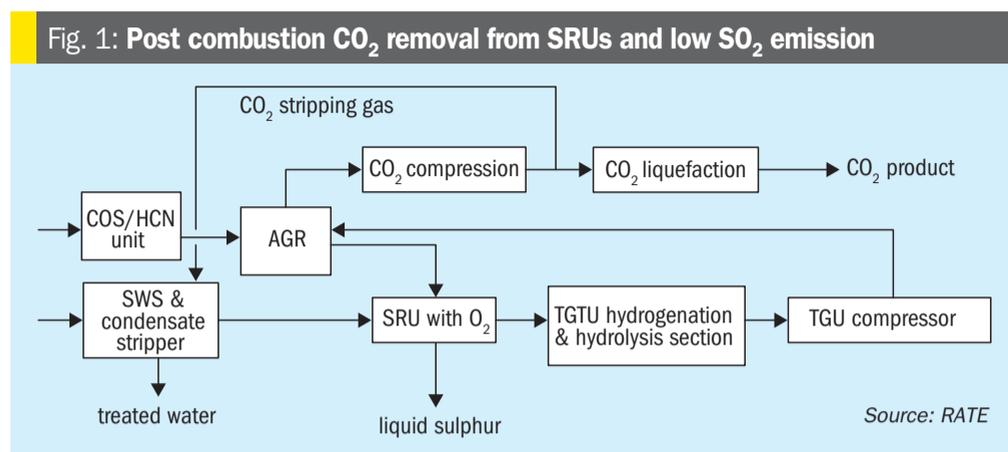 Fig. 1: Post combustion CO₂ removal from SRUs and low SO₂ emission
CO₂ stripping gas
CO₂ compression
CO₂ liquefaction
CO₂ product
COS/HCN
unit
AGR
SWS &
condensate
stripper
SRU with O₂
TGTU hydrogenation
& hydrolysis section
TGU compressor
treated water
liquid sulphur
Source: RATE